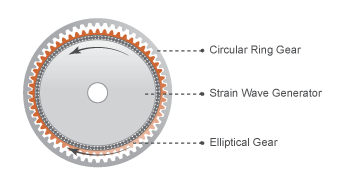 Circular Ring Gear
Strain Wave Generator
Elliptical Gear